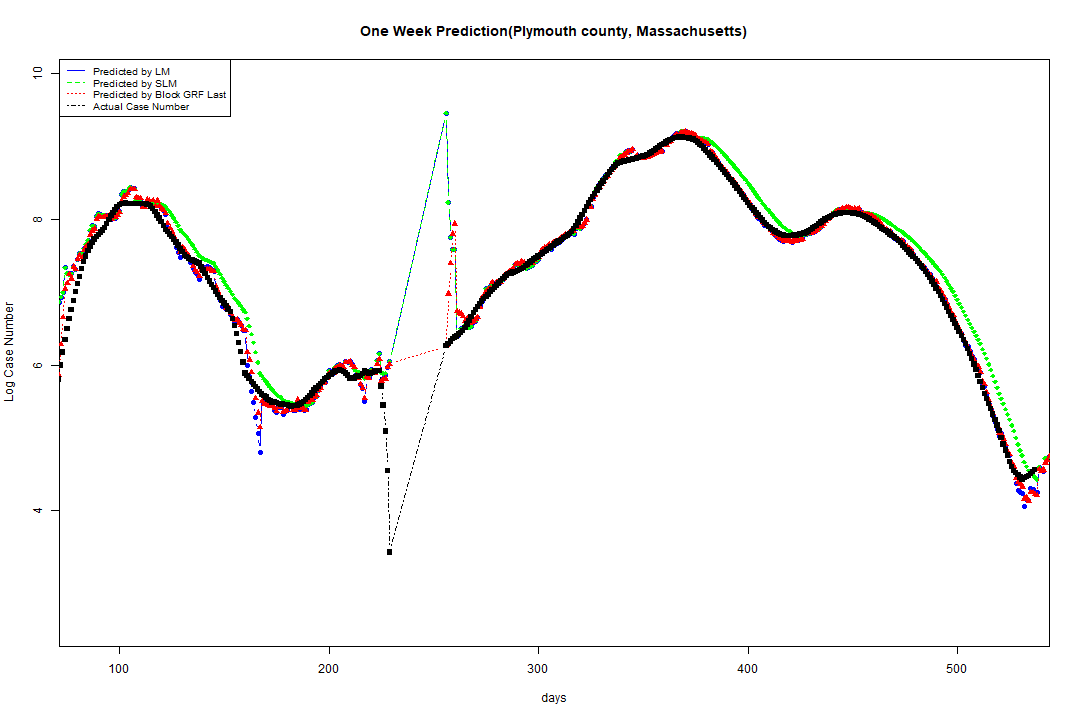 One Week Prediction(Plymouth county, Massachusetts)
Predicted by LM
Predicted by SLM
Predicted by Block GRF Last
Actual Case Number
10
8
6
4
Log Case Number
100 200 300 400 500
days